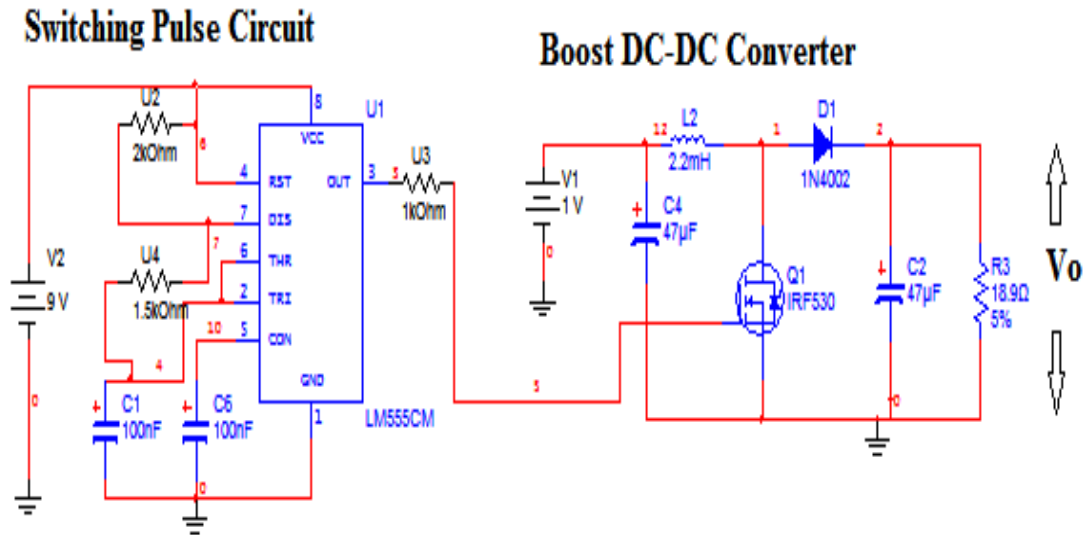 Switching Pulse Circuit
Boost DC-DC Converter
U2
2kOhm
6
8
U1
VCC
4
RST
OUT
3
5
U3
1kOhm
7
DIS
7
U4
1.5kOhm
6
THR
2
TRI
10
5
CON
4
GND
1
LM555CM
V2
9 V
0
+
C1
100nF
+
C6
100nF
0
5
12
L2
2.2mH
1
D1
1N4002
2
V1
1 V
0
+
C4
47µF
Q1
IRF530
+
C2
47µF
R3
18.9Ω
5%
0
Vo